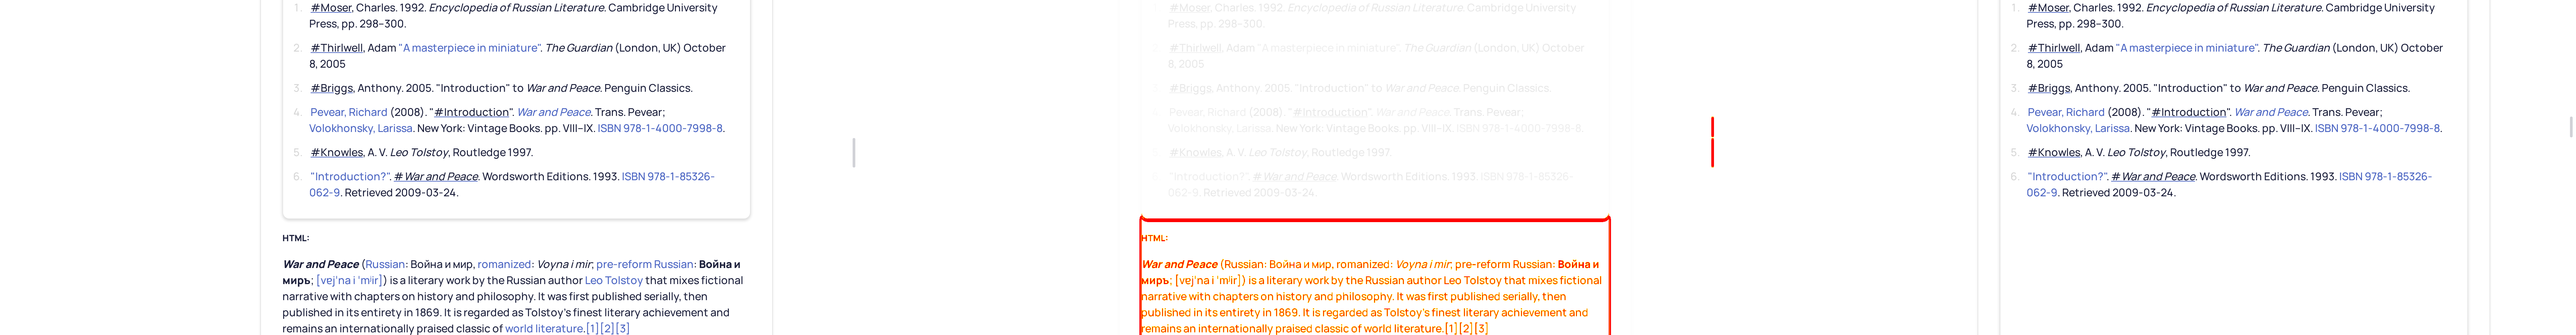 1. #Moser, Charles. 1992. Encyclopedia of Russian Literature. Cambridge University
Press, pp. 298–300.
2. #Thirlwell, Adam "A masterpiece in miniature". The Guardian (London, UK) October
8, 2005
3. #Briggs, Anthony. 2005. "Introduction" to War and Peace. Penguin Classics.
4. Pevear, Richard (2008). "#Introduction". War and Peace. Trans. Pevear;
Volokhonsky, Larissa. New York: Vintage Books. pp. VIII–IX. ISBN 978-1-4000-7998-8.
5. #Knowles, A. V. Leo Tolstoy, Routledge 1997.
6. "Introduction?". #War and Peace. Wordsworth Editions. 1993. ISBN 978-1-85326-
062-9. Retrieved 2009-03-24.
HTML:
War and Peace (Russian: Война и мир, romanized: Voyna i mir; pre-reform Russian: Война и
миръ; [vɐjˈna i ˈmʲir]) is a literary work by the Russian author Leo Tolstoy that mixes fictional
narrative with chapters on history and philosophy. It was first published serially, then
published in its entirety in 1869. It is regarded as Tolstoy's finest literary achievement and
remains an internationally praised classic of world literature.[1][2][3]
1. #Moser, Charles. 1992. Encyclopedia of Russian Literature. Cambridge University
Press, pp. 298–300.
2. #Thirlwell, Adam "A masterpiece in miniature". The Guardian (London, UK) October
8, 2005
3. #Briggs, Anthony. 2005. "Introduction" to War and Peace. Penguin Classics.
4. Pevear, Richard (2008). "#Introduction". War and Peace. Trans. Pevear;
Volokhonsky, Larissa. New York: Vintage Books. pp. VIII–IX. ISBN 978-1-4000-7998-8.
5. #Knowles, A. V. Leo Tolstoy, Routledge 1997.
6. "Introduction?". #War and Peace. Wordsworth Editions. 1993. ISBN 978-1-85326-
062-9. Retrieved 2009-03-24.
HTML:
War and Peace (Russian: Война и мир, romanized: Voyna i mir; pre-reform Russian: Война и
миръ; [vɐjˈna i ˈmʲir]) is a literary work by the Russian author Leo Tolstoy that mixes fictional
narrative with chapters on history and philosophy. It was first published serially, then
published in its entirety in 1869. It is regarded as Tolstoy's finest literary achievement and
remains an internationally praised classic of world literature.[1][2][3]
1. #Moser, Charles. 1992. Encyclopedia of Russian Literature. Cambridge University
Press, pp. 298–300.
2. #Thirlwell, Adam "A masterpiece in miniature". The Guardian (London, UK) October
8, 2005
3. #Briggs, Anthony. 2005. "Introduction" to War and Peace. Penguin Classics.
4. Pevear, Richard (2008). "#Introduction". War and Peace. Trans. Pevear;
Volokhonsky, Larissa. New York: Vintage Books. pp. VIII–IX. ISBN 978-1-4000-7998-8.
5. #Knowles, A. V. Leo Tolstoy, Routledge 1997.
6. "Introduction?". #War and Peace. Wordsworth Editions. 1993. ISBN 978-1-85326-
062-9. Retrieved 2009-03-24.